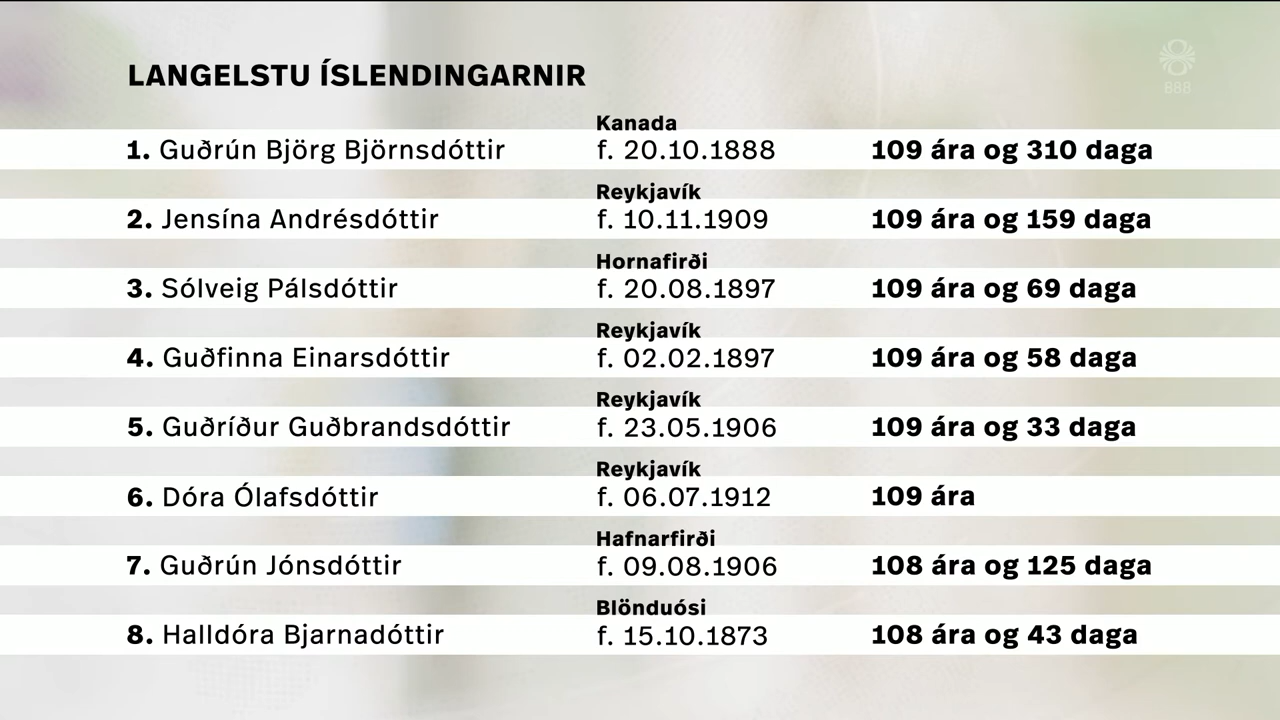 LANGELSTU ÍSLENDINGARNIR
888
Kanada
1. Guðrún Björg Björnsdóttir f. 20.10.1888 109 ára og 310 daga
Reykjavík
2. Jensína Andrésdóttir f. 10.11.1909 109 ára og 159 daga
Hornafirði
3. Sólveig Pálsdóttir f. 20.08.1897 109 ára og 69 daga
Reykjavík
4. Guðfinna Einarsdóttir f. 02.02.1897 109 ára og 58 daga
Reykjavík
5. Guðríður Guðbrandsdóttir f. 23.05.1906 109 ára og 33 daga
Reykjavík
6. Dóra Ólafsdóttir f. 06.07.1912 109 ára
Hafnarfirði
7. Guðrún Jónsdóttir f. 09.08.1906 108 ára og 125 daga
Blönduósi
8. Halldóra Bjarnadóttir f. 15.10.1873 108 ára og 43 daga